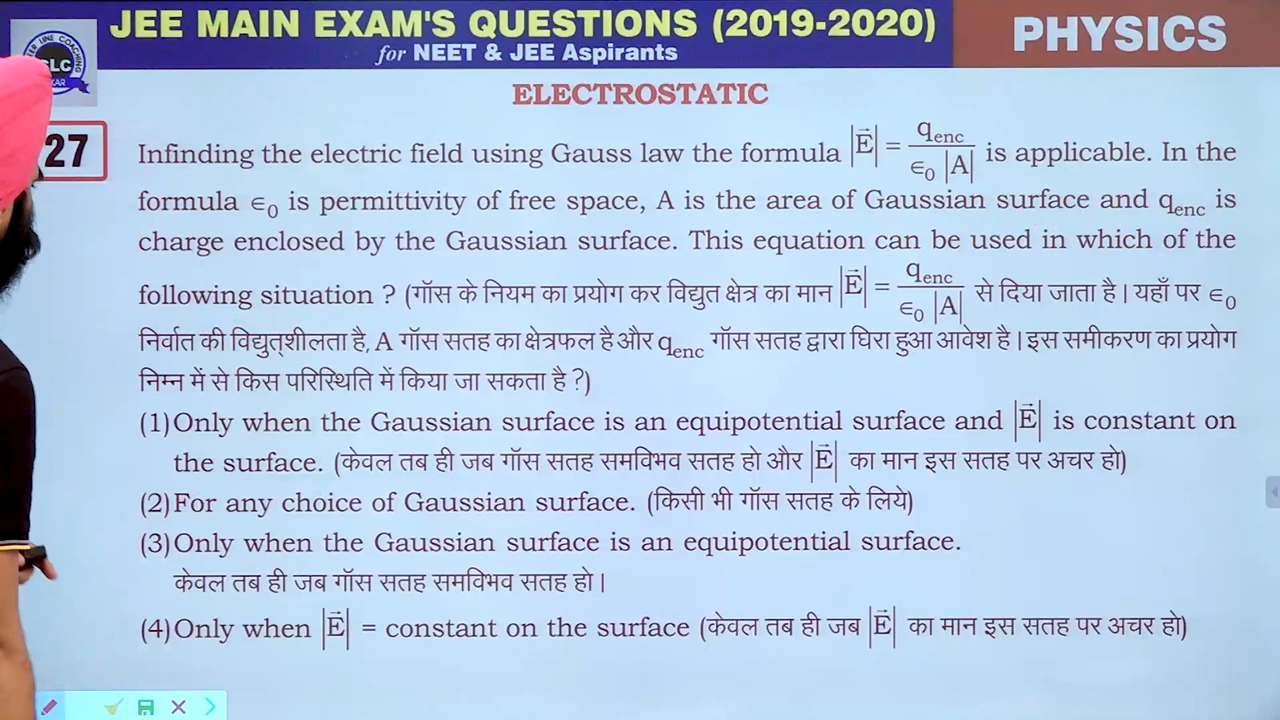 JEE MAIN EXAM'S QUESTIONS (2019-2020)
for NEET & JEE Aspirants
PHYSICS
ELECTROSTATIC
27
Infinding the electric field using Gauss law the formula |E⃗| = q_enc / ∈₀ |A| is applicable. In the
formula ∈₀ is permittivity of free space, A is the area of Gaussian surface and q_enc is
charge enclosed by the Gaussian surface. This equation can be used in which of the
following situation ? (गॉस के नियम का प्रयोग कर विद्युत क्षेत्र का मान |E⃗| = q_enc / ∈₀ |A| से दिया जाता है। यहाँ पर ∈₀
निर्वात की विद्युत्शीलता है, A गॉस सतह का क्षेत्रफल है और q_enc गॉस सतह द्वारा घिरा हुआ आवेश है। इस समीकरण का प्रयोग
निम्न में से किस परिस्थिति में किया जा सकता है ?)
(1) Only when the Gaussian surface is an equipotential surface and |E⃗| is constant on
the surface. (केवल तब ही जब गॉस सतह समविभव सतह हो और |E⃗| का मान इस सतह पर अचर हो)
(2) For any choice of Gaussian surface. (किसी भी गॉस सतह के लिये)
(3) Only when the Gaussian surface is an equipotential surface.
केवल तब ही जब गॉस सतह समविभव सतह हो।
(4) Only when |E⃗| = constant on the surface (केवल तब ही जब |E⃗| का मान इस सतह पर अचर हो)